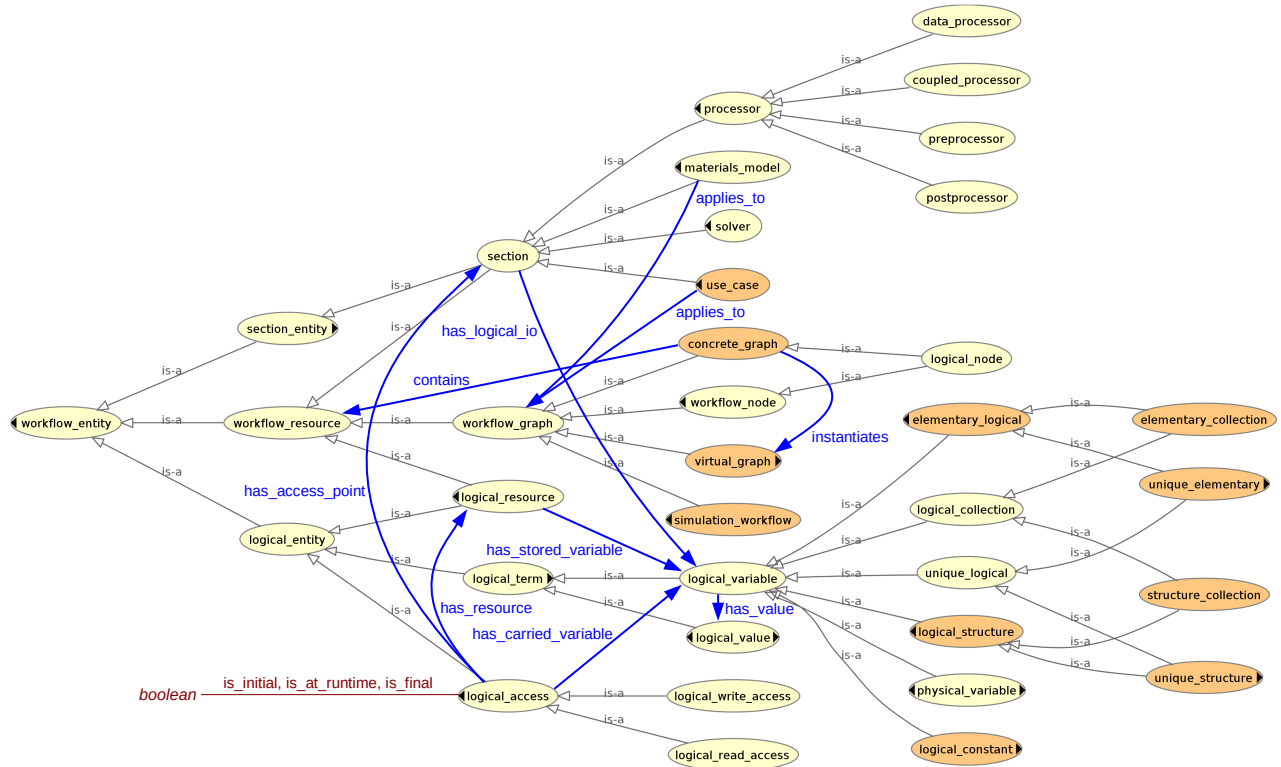 data_processor
is-a
coupled_processor
is-a
processor
is-a
preprocessor
is-a
is-a
materials_model
postprocessor
applies_to
is-a
solver
is-a
section
is-a
use_case
is-a
applies_to
section_entity
is-a
has_logical_io
concrete_graph
is-a
logical_node
is-a
contains
is-a
is-a
workflow_node
elementary_logical
is-a
elementary_collection
workflow_entity
is-a
workflow_resource
is-a
workflow_graph
is-a
instantiates
is-a
is-a
is-a
virtual_graph
is-a
is-a
is-a
unique_elementary
has_access_point
logical_resource
is-a
logical_collection
is-a
simulation_workflow
is-a
is-a
logical_entity
has_stored_variable
is-a
is-a
logical_term
is-a
logical_variable
is-a
unique_logical
structure_collection
is-a
is-a
has_resource
has_value
is-a
logical_structure
is-a
has_carried_variable
logical_value
is-a
is-a
is-a
unique_structure
is_initial, is_at_runtime, is_final
boolean
logical_access
is-a
logical_write_access
physical_variable
is-a
logical_read_access
logical_constant